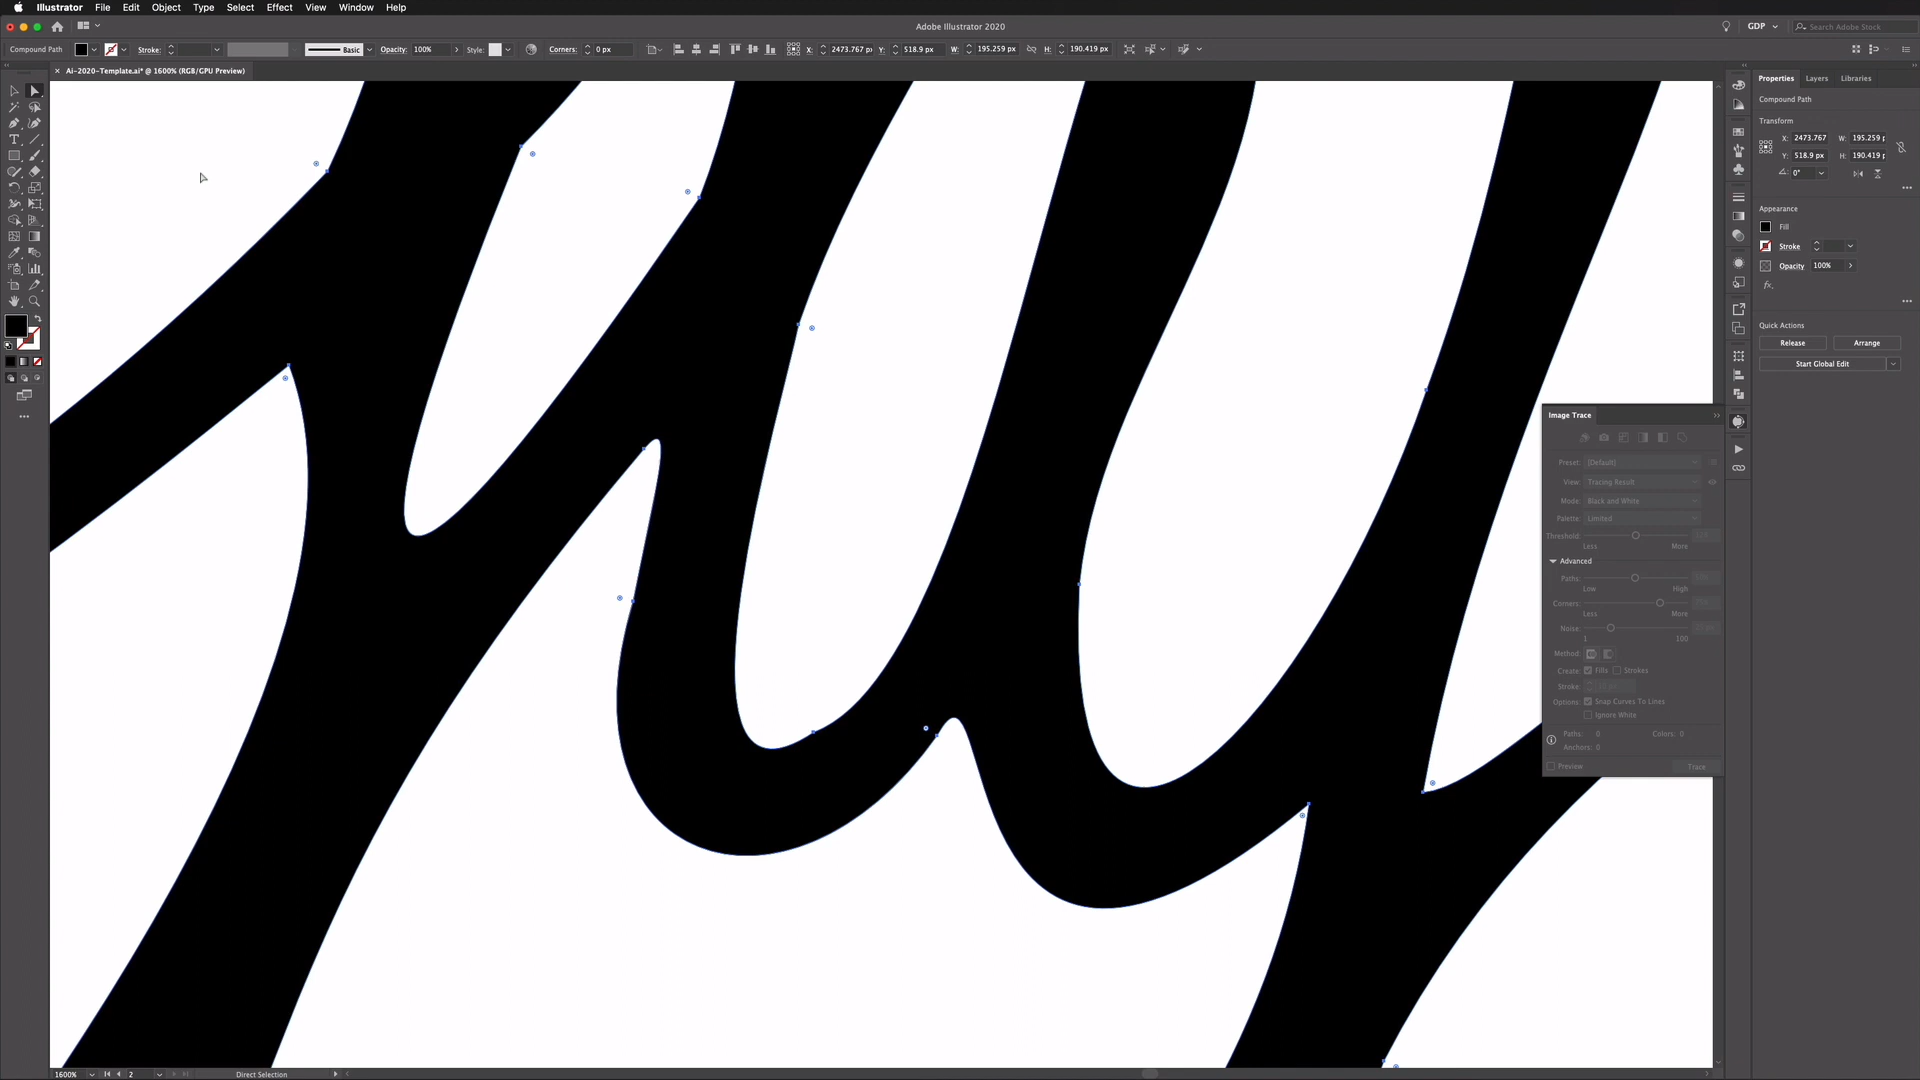 Illustrator File Edit Object Type Select Effect View Window Help
Adobe Illustrator 2020
GDP
Search Adobe Stock
Compound Path Stroke: Basic Opacity: 100% Style: Corners: 0 px X: 2473.767 px Y: 518.9 px W: 195.259 px H: 190.419 px
× Ai-2020-Template.ai* @ 1600% (RGB/GPU Preview)
Properties Layers Libraries
Compound Path
Transform
X: 2473.767 W: 195.259 p
Y: 518.9 px H: 190.419 p
0°
Appearance
Fill
Stroke
Opacity 100%
fx.
Quick Actions
Release Arrange
Start Global Edit
Image Trace
Preset: [Default]
View: Tracing Result
Mode: Black and White
Palette: Limited
Threshold:
Less More
Advanced
Paths:
Low High
Corners:
Less More
Noise:
1 100
Method:
Create: Fills Strokes
Stroke:
Options: Snap Curves To Lines
Ignore White
Paths: 0 Colors: 0
Anchors: 0
Preview Trace
1600% 2 Direct Selection